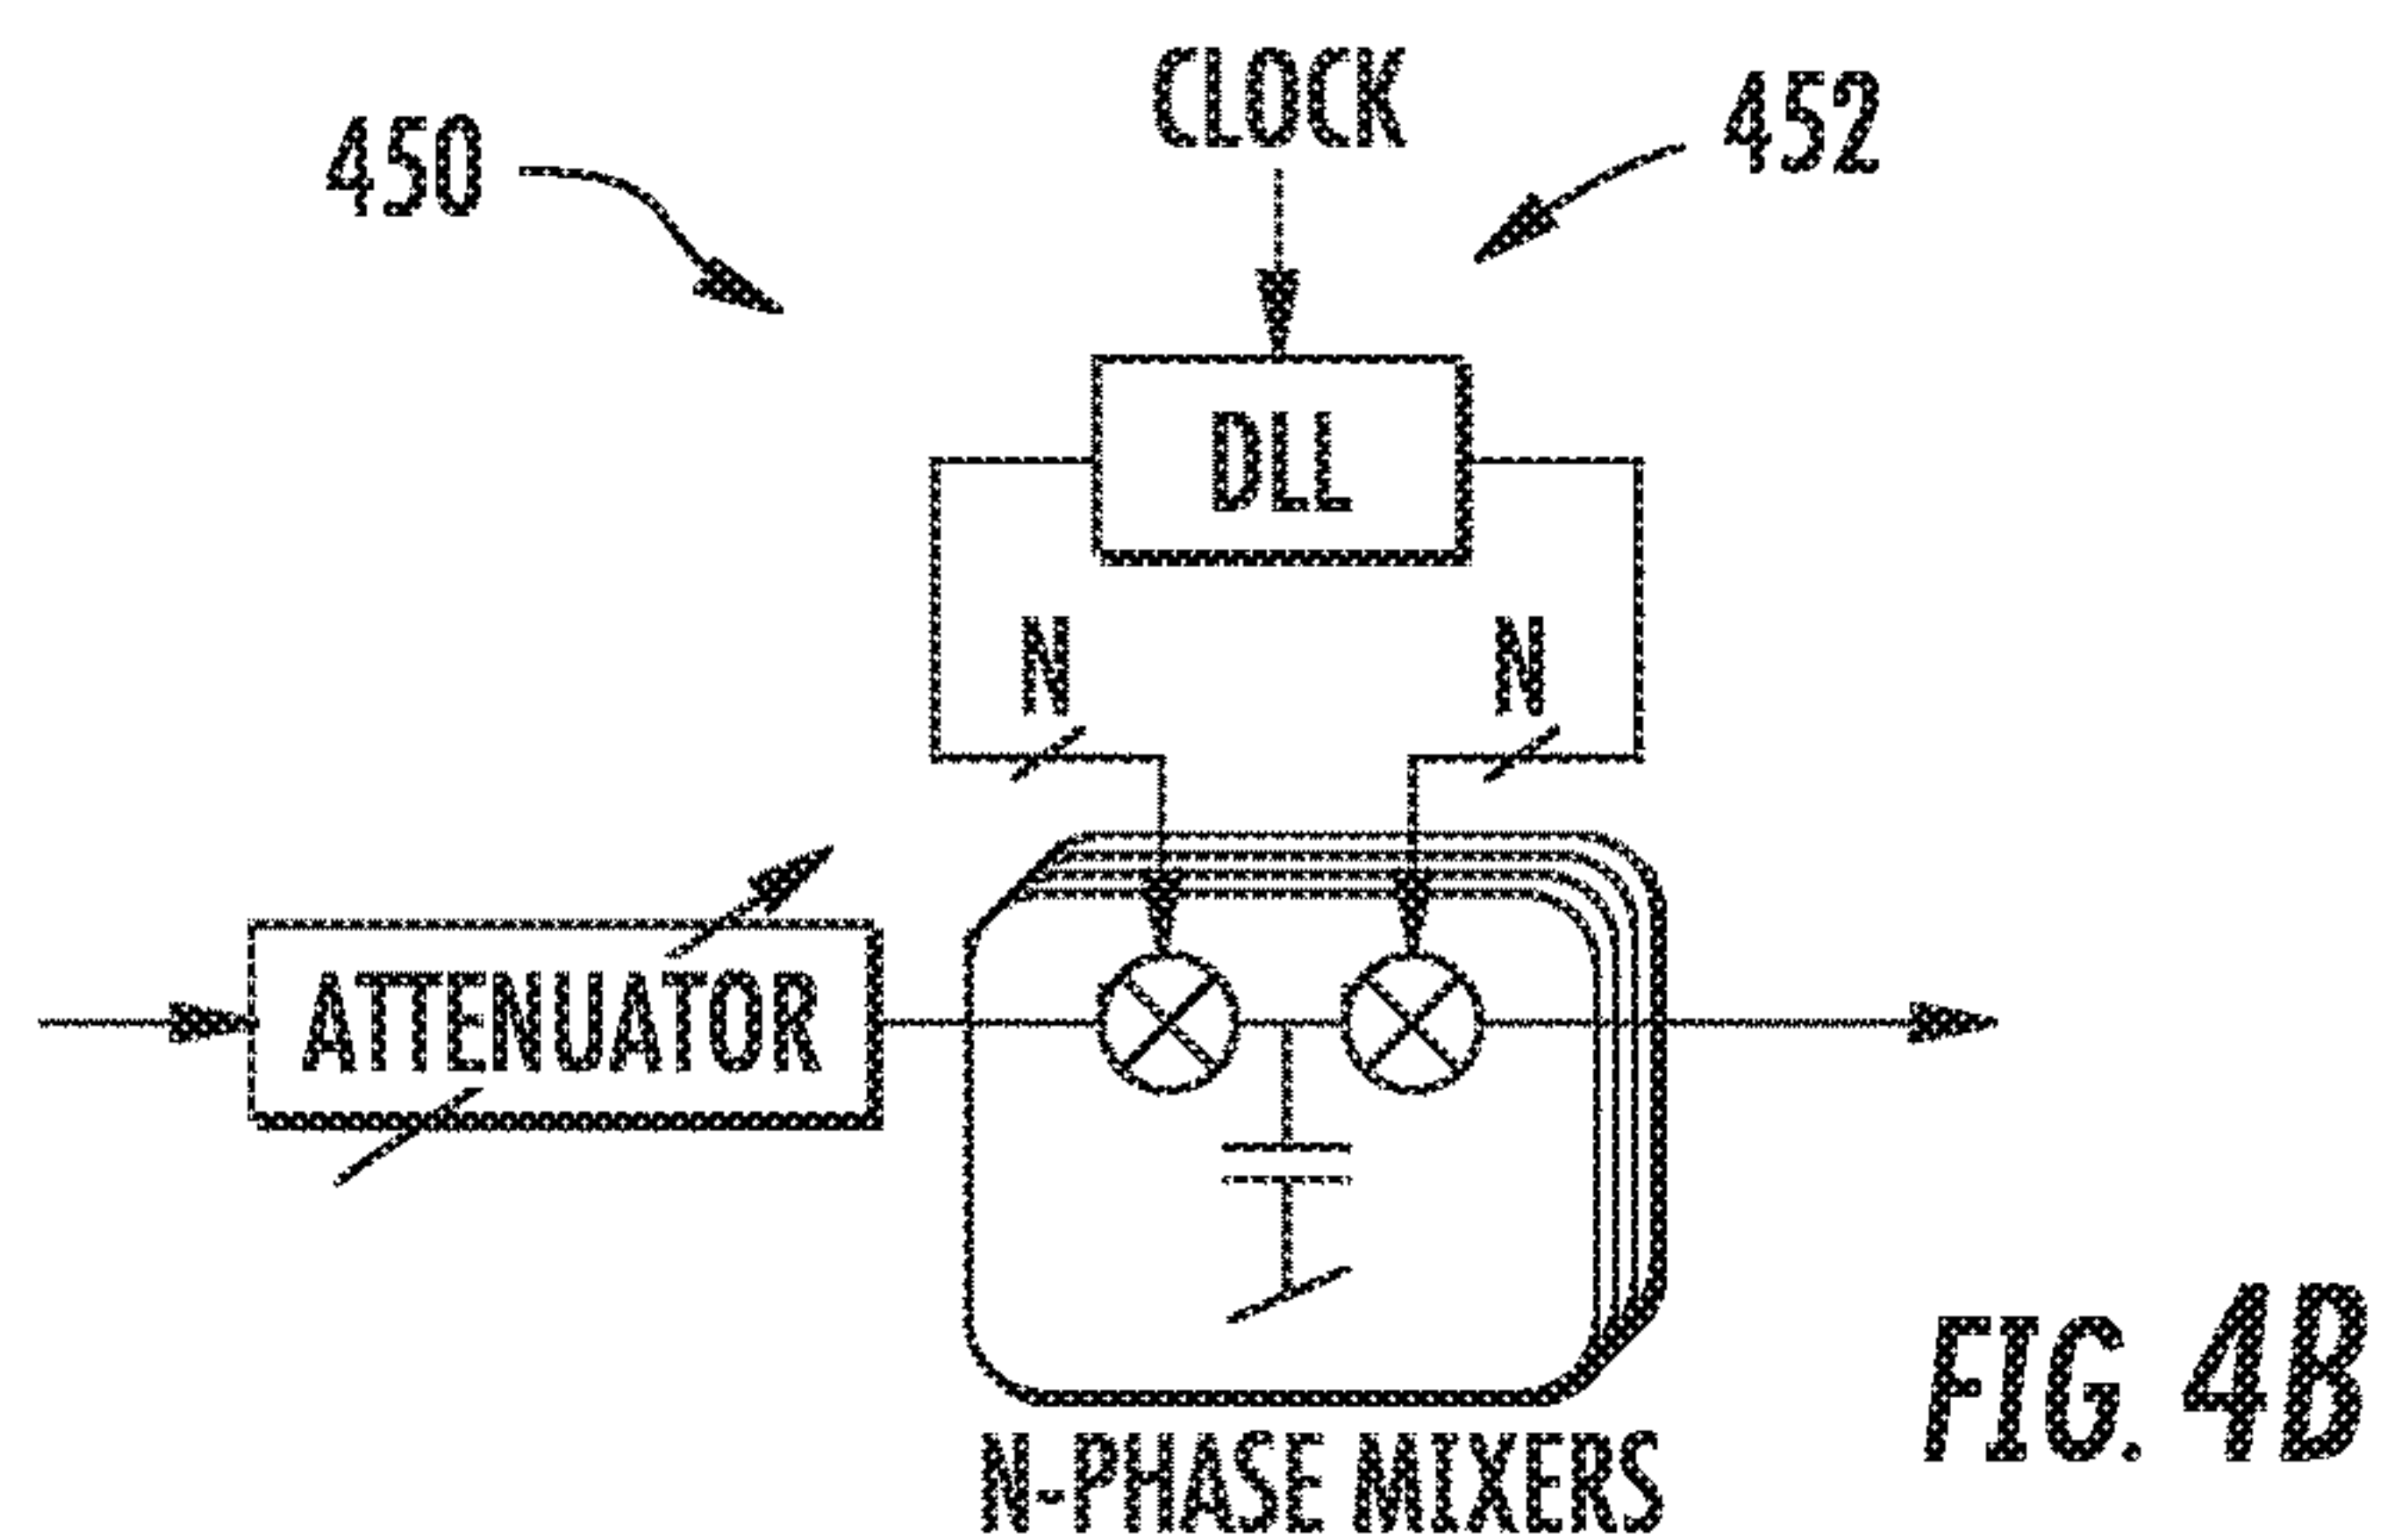 CLOCK
450
452
DLL
N
N
ATTENUATOR
N-PHASE MIXERS
FIG. 4B